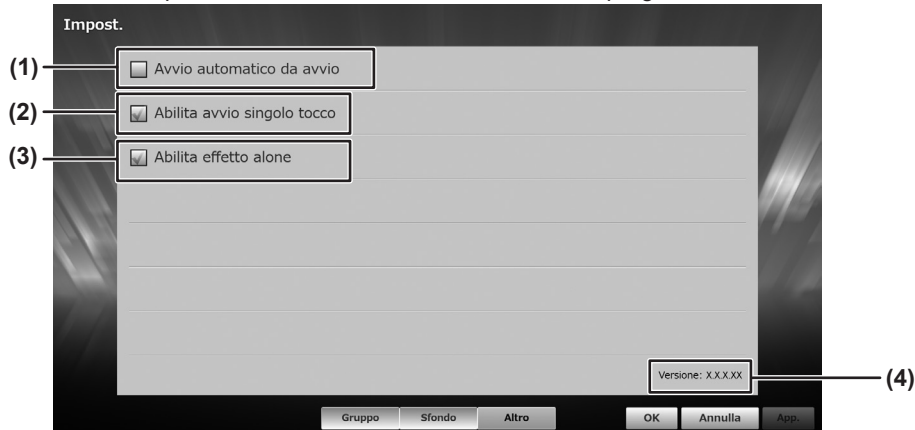 Impost.
(1) Avvio automatico da avvio
(2) Abilita avvio singolo tocco
(3) Abilita effetto alone
Versione: X.X.X.XX (4)
Gruppo Sfondo Altro OK Annulla App.